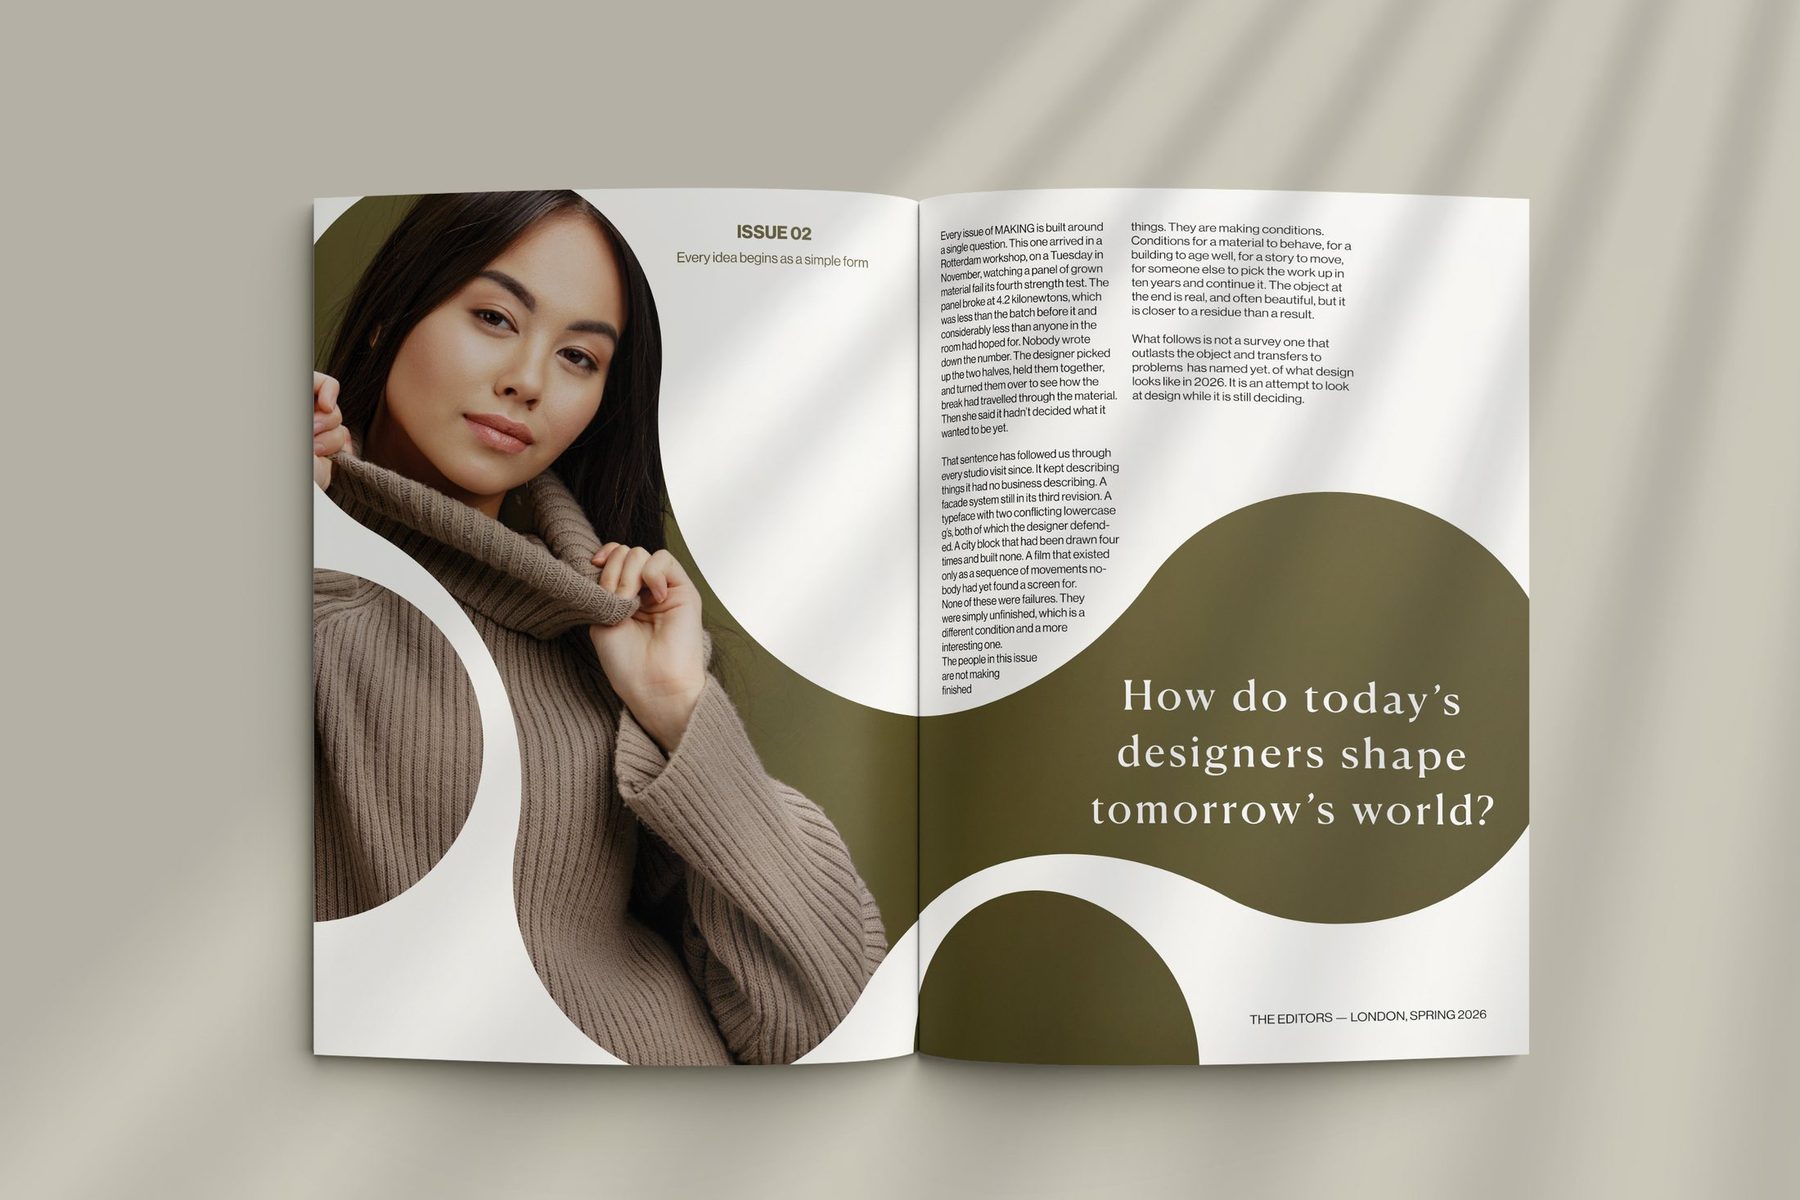 ISSUE 02
Every idea begins as a simple form
Every issue of MAKING is built around
a single question. This one arrived in a
Rotterdam workshop, on a Tuesday in
November, watching a panel of grown
material fail its fourth strength test. The
panel broke at 4.2 kilonewtons, which
was less than the batch before it and
considerably less than anyone in the
room had hoped for. Nobody wrote
down the number. The designer picked
up the two halves, held them together,
and turned them over to see how the
break had travelled through the material.
Then she said it hadn't decided what it
wanted to be yet.
That sentence has followed us through
every studio visit since. It kept describing
things it had no business describing. A
facade system still in its third revision. A
typeface with two conflicting lowercase
g's, both of which the designer defend-
ed. A city block that had been drawn four
times and built none. A film that existed
only as a sequence of movements no-
body had yet found a screen for.
None of these were failures. They
were simply unfinished, which is a
different condition and a more
interesting one.
The people in this issue
are not making
finished
things. They are making conditions.
Conditions for a material to behave, for a
building to age well, for a story to move,
for someone else to pick the work up in
ten years and continue it. The object at
the end is real, and often beautiful, but it
is closer to a residue than a result.
What follows is not a survey one that
outlasts the object and transfers to
problems has named yet. of what design
looks like in 2026. It is an attempt to look
at design while it is still deciding.
How do today's
designers shape
tomorrow's world?
THE EDITORS — LONDON, SPRING 2026